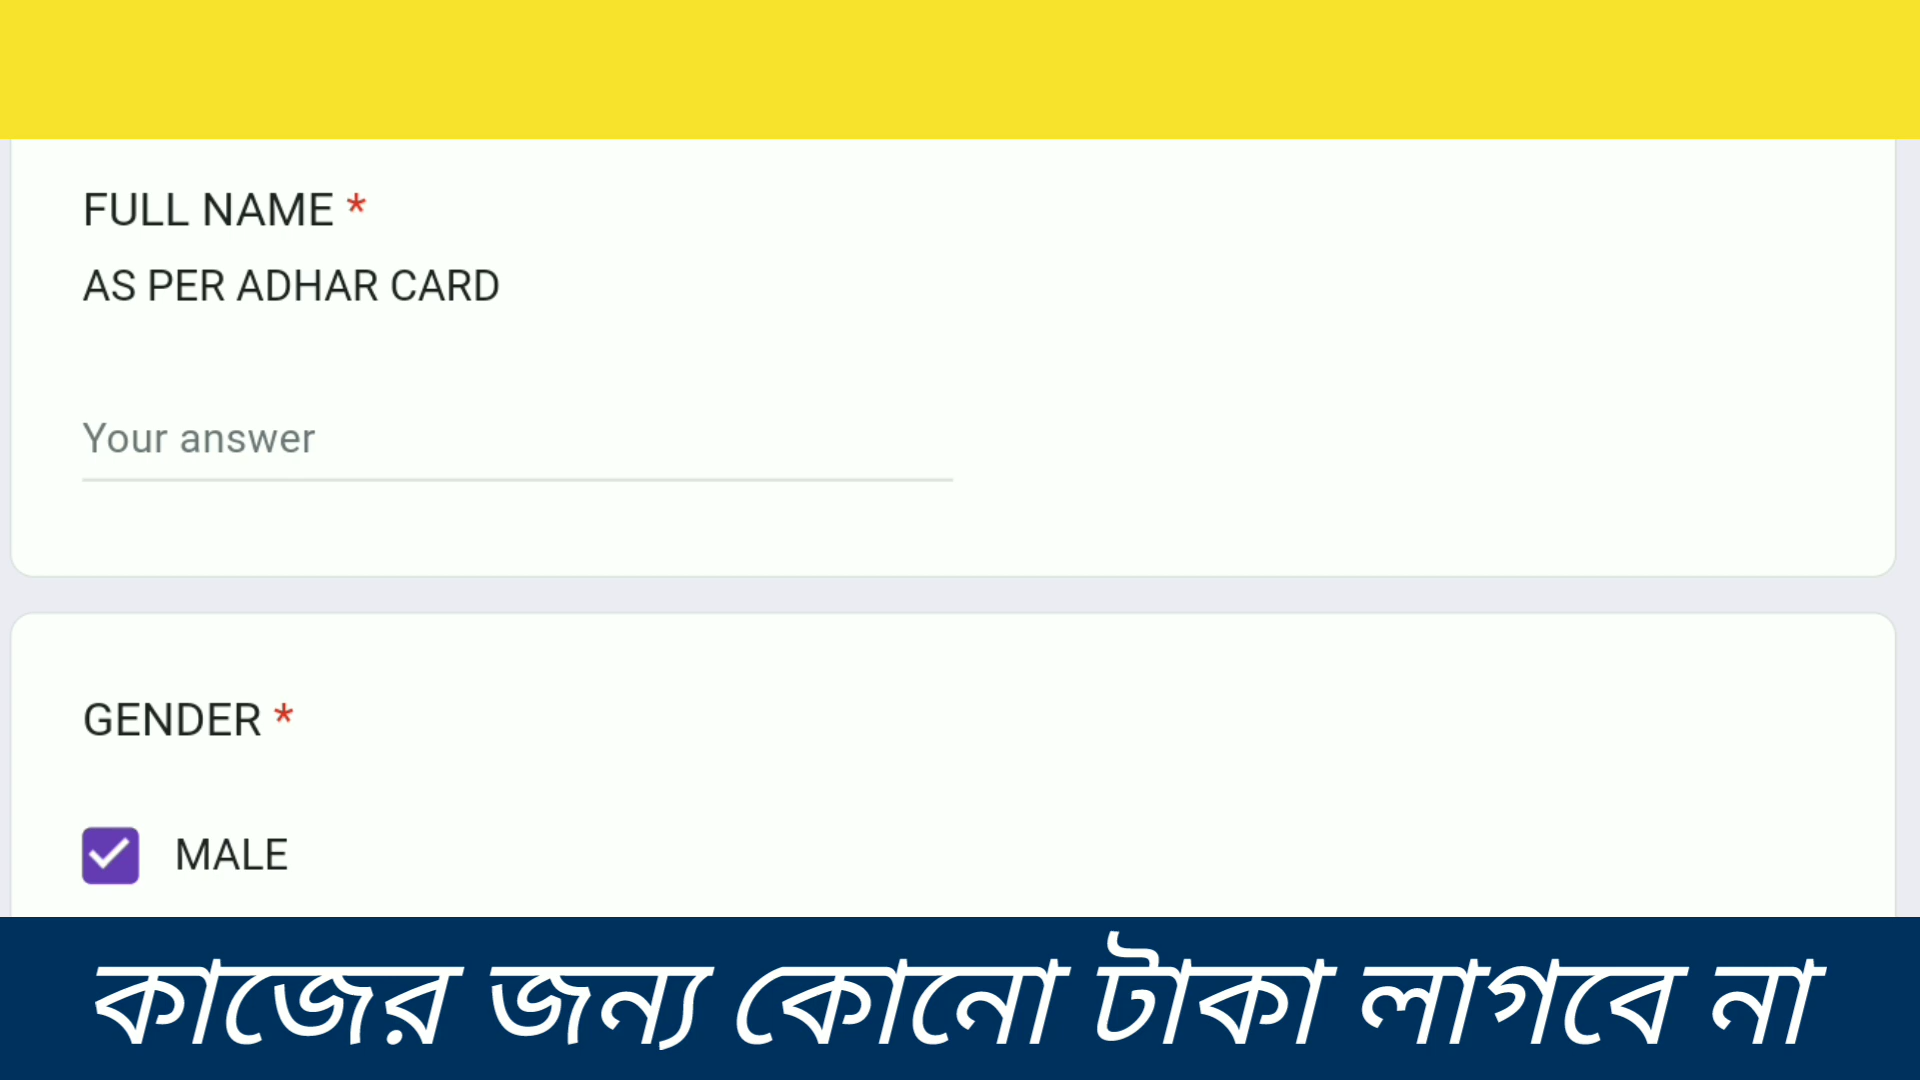 FULL NAME *
AS PER ADHAR CARD
Your answer
GENDER *
MALE
কাজের জন্য কোনো টাকা লাগবে না